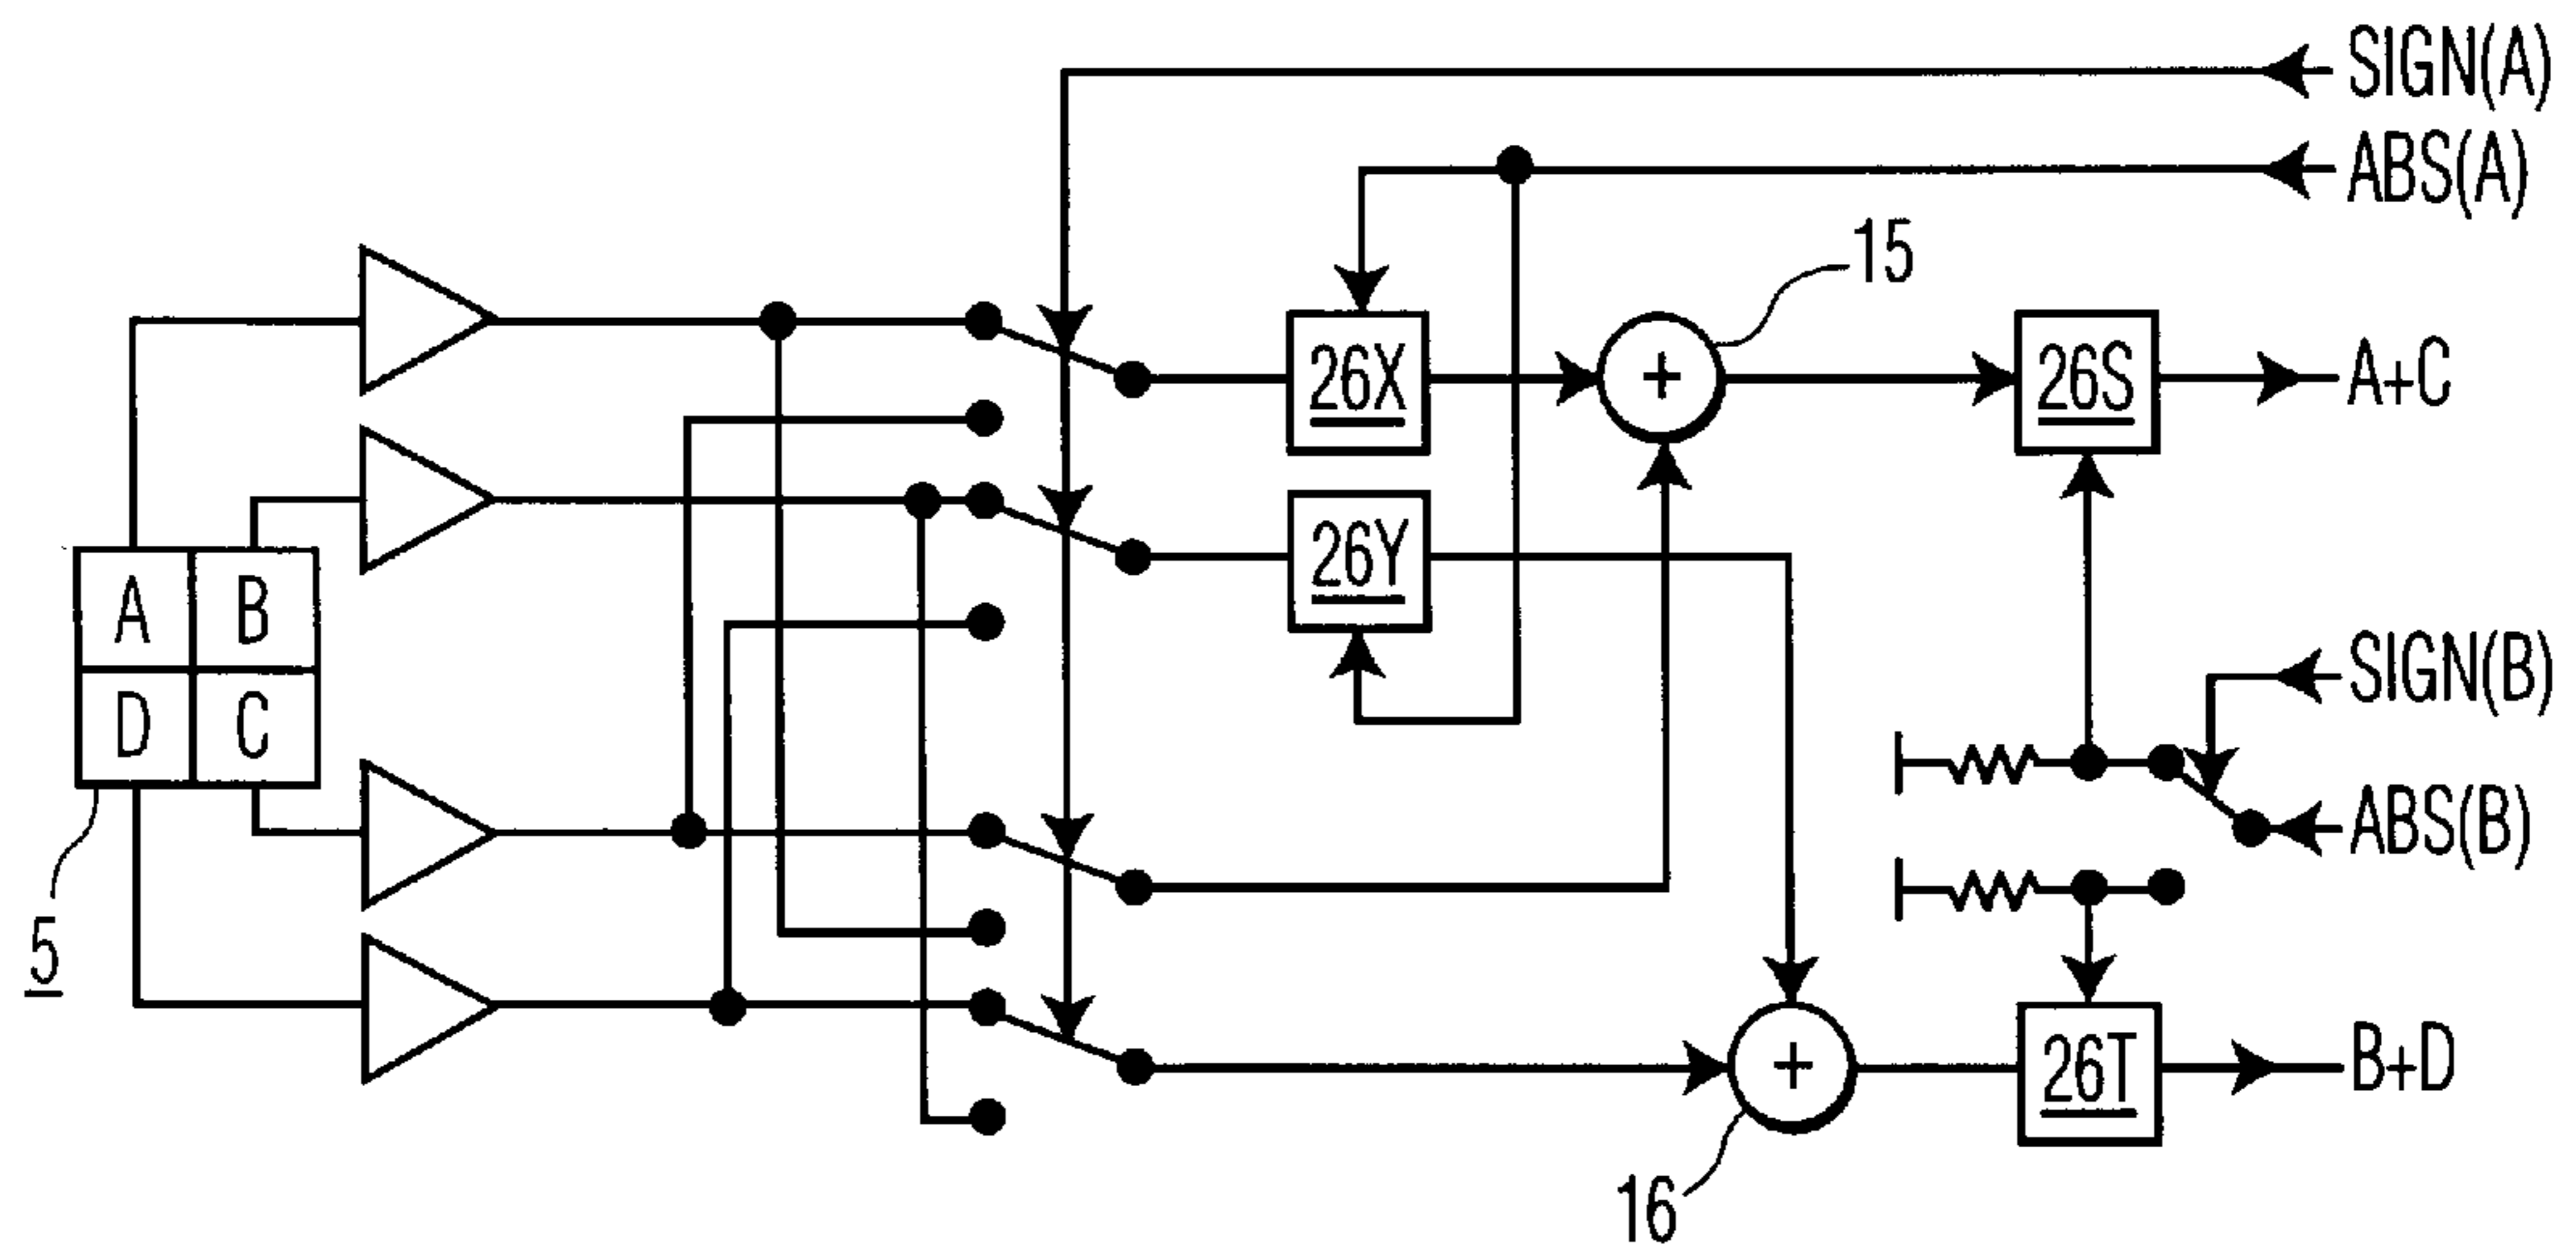 SIGN(A)
ABS(A)
15
26X
+
26S
A+C
26Y
A B
D C
SIGN(B)
ABS(B)
5
+
26T
B+D
16